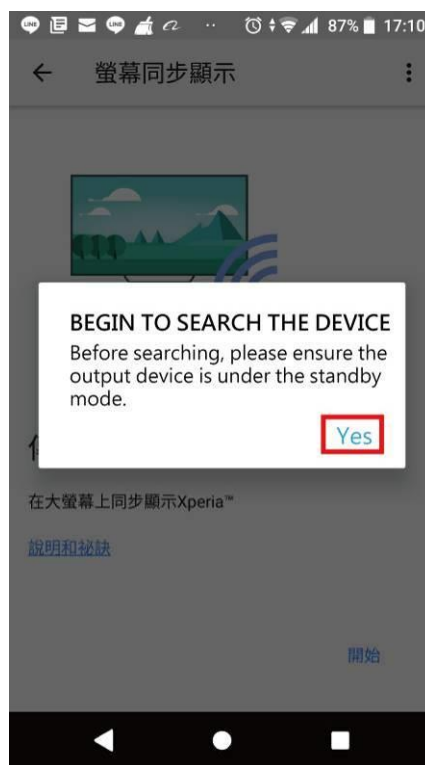 LINE LINE 87% 17:10
螢幕同步顯示
BEGIN TO SEARCH THE DEVICE
Before searching, please ensure the
output device is under the standby
mode.
Yes
在大螢幕上同步顯示Xperia™
說明和祕訣
開始